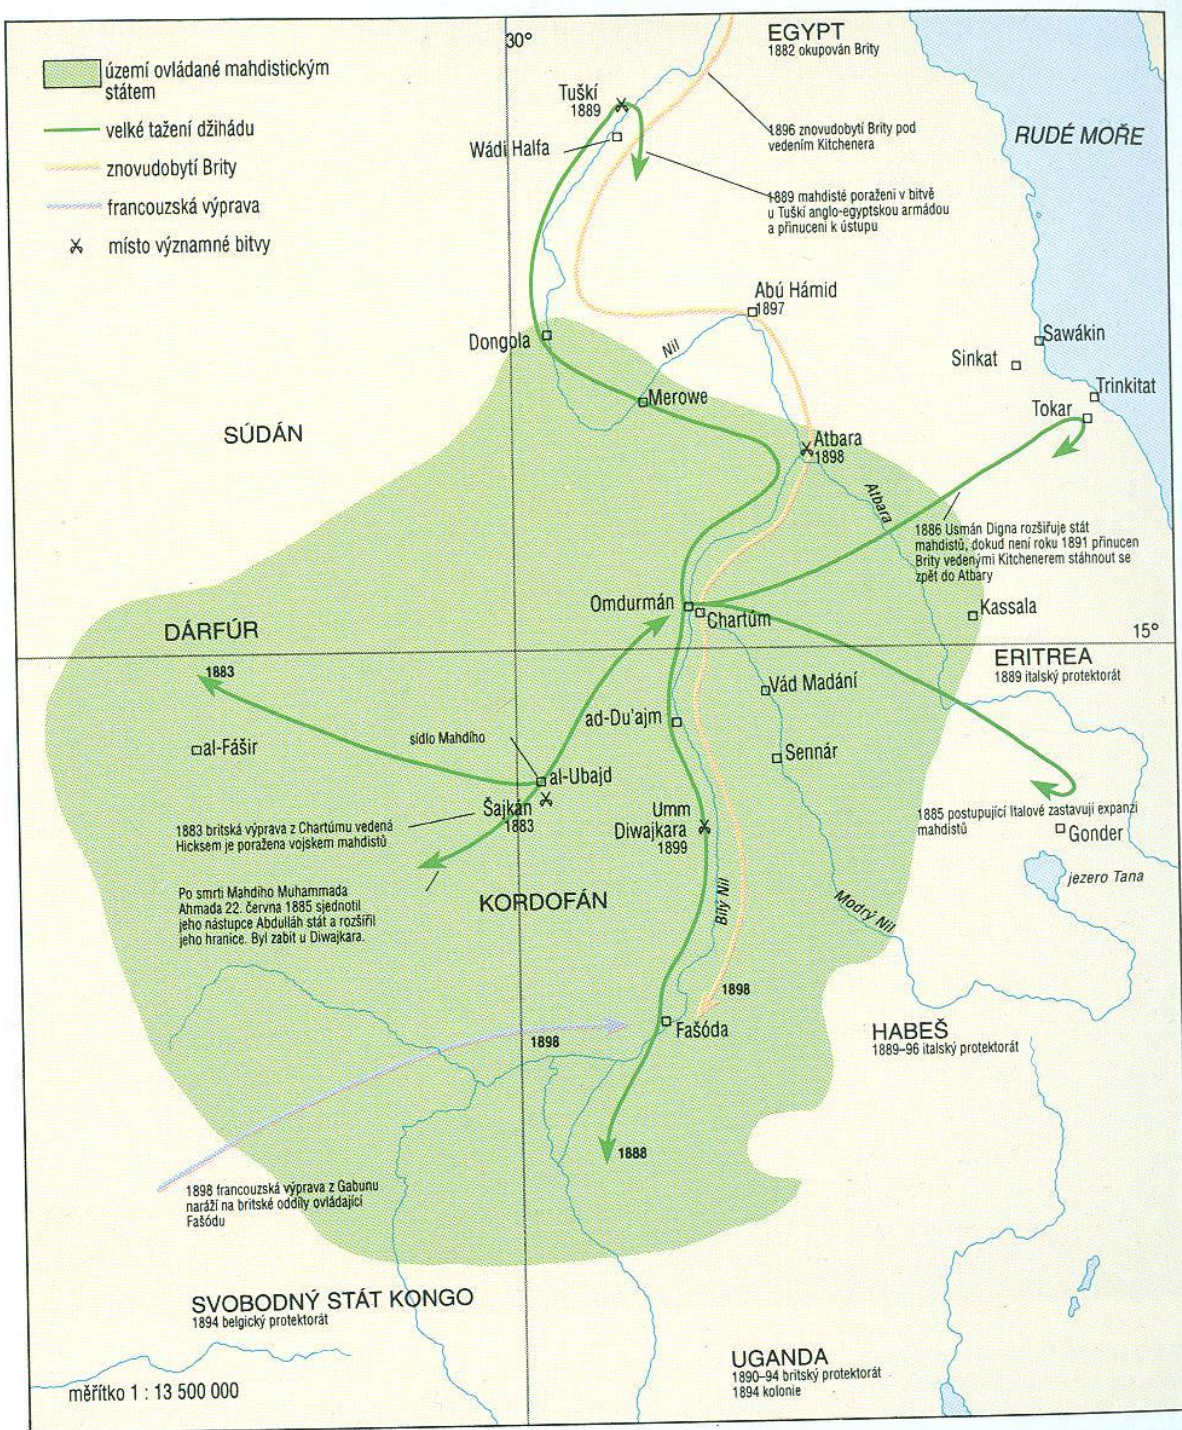 území ovládané mahdistickým
státem
velké tažení džihádu
znovudobytí Brity
francouzská výprava
místo významné bitvy
30°
EGYPT
1882 okupován Brity
Tuškí
1889
Wádí Halfa
1896 znovudobytí Brity pod
vedením Kitchenera
RUDÉ MOŘE
1889 mahdisté poraženi v bitvě
u Tuškí anglo-egyptskou armádou
a přinuceni k ústupu
Abú Hámid
1897
Dongola
Nil
Sawákin
Sinkat
Merowe
Trinkitat
Tokar
SÚDÁN
Atbara
1898
Atbara
1886 Usmán Digna rozšiřuje stát
mahdistů, dokud není roku 1891 přinucen
Brity vedenými Kitchenerem stáhnout se
zpět do Atbary
Omdurmán
Chartúm
Kassala
DÁRFÚR
15°
1883
ERITREA
1889 italský protektorát
Vád Madání
ad-Du'ajm
sídlo Mahdího
al-Fášir
Sennár
al-Ubajd
Šajkán
1883
Umm
Diwajkara
1899
1885 postupující Italové zastavují expanzi
mahdistů
Gonder
1883 britská výprava z Chartúmu vedená
Hicksem je poražena vojskem mahdistů
jezero Tana
Po smrti Mahdího Muhammada
Ahmada 22. června 1885 sjednotil
jeho nástupce Abdulláh stát a rozšířil
jeho hranice. Byl zabit u Diwajkara.
KORDOFÁN
Bílý Nil
Modrý Nil
1898
Fašóda
1898
HABEŠ
1889–96 italský protektorát
1888
1898 francouzská výprava z Gabunu
naráží na britské oddíly ovládající
Fašódu
SVOBODNÝ STÁT KONGO
1894 belgický protektorát
UGANDA
1890–94 britský protektorát
1894 kolonie
měřítko 1 : 13 500 000